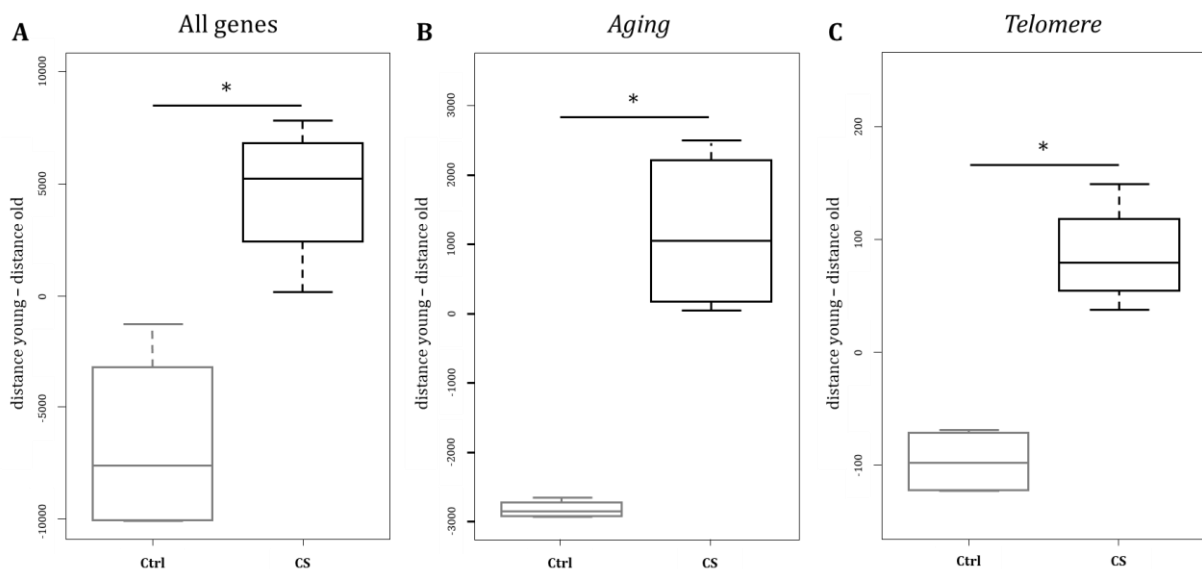 A
All genes
distance young – distance old
10000
5000
0
-5000
-10000
*
Ctrl
CS
B
Aging
distance young – distance old
3000
2000
1000
0
-1000
-2000
-3000
*
Ctrl
CS
C
Telomere
distance young – distance old
200
100
0
-100
*
Ctrl
CS